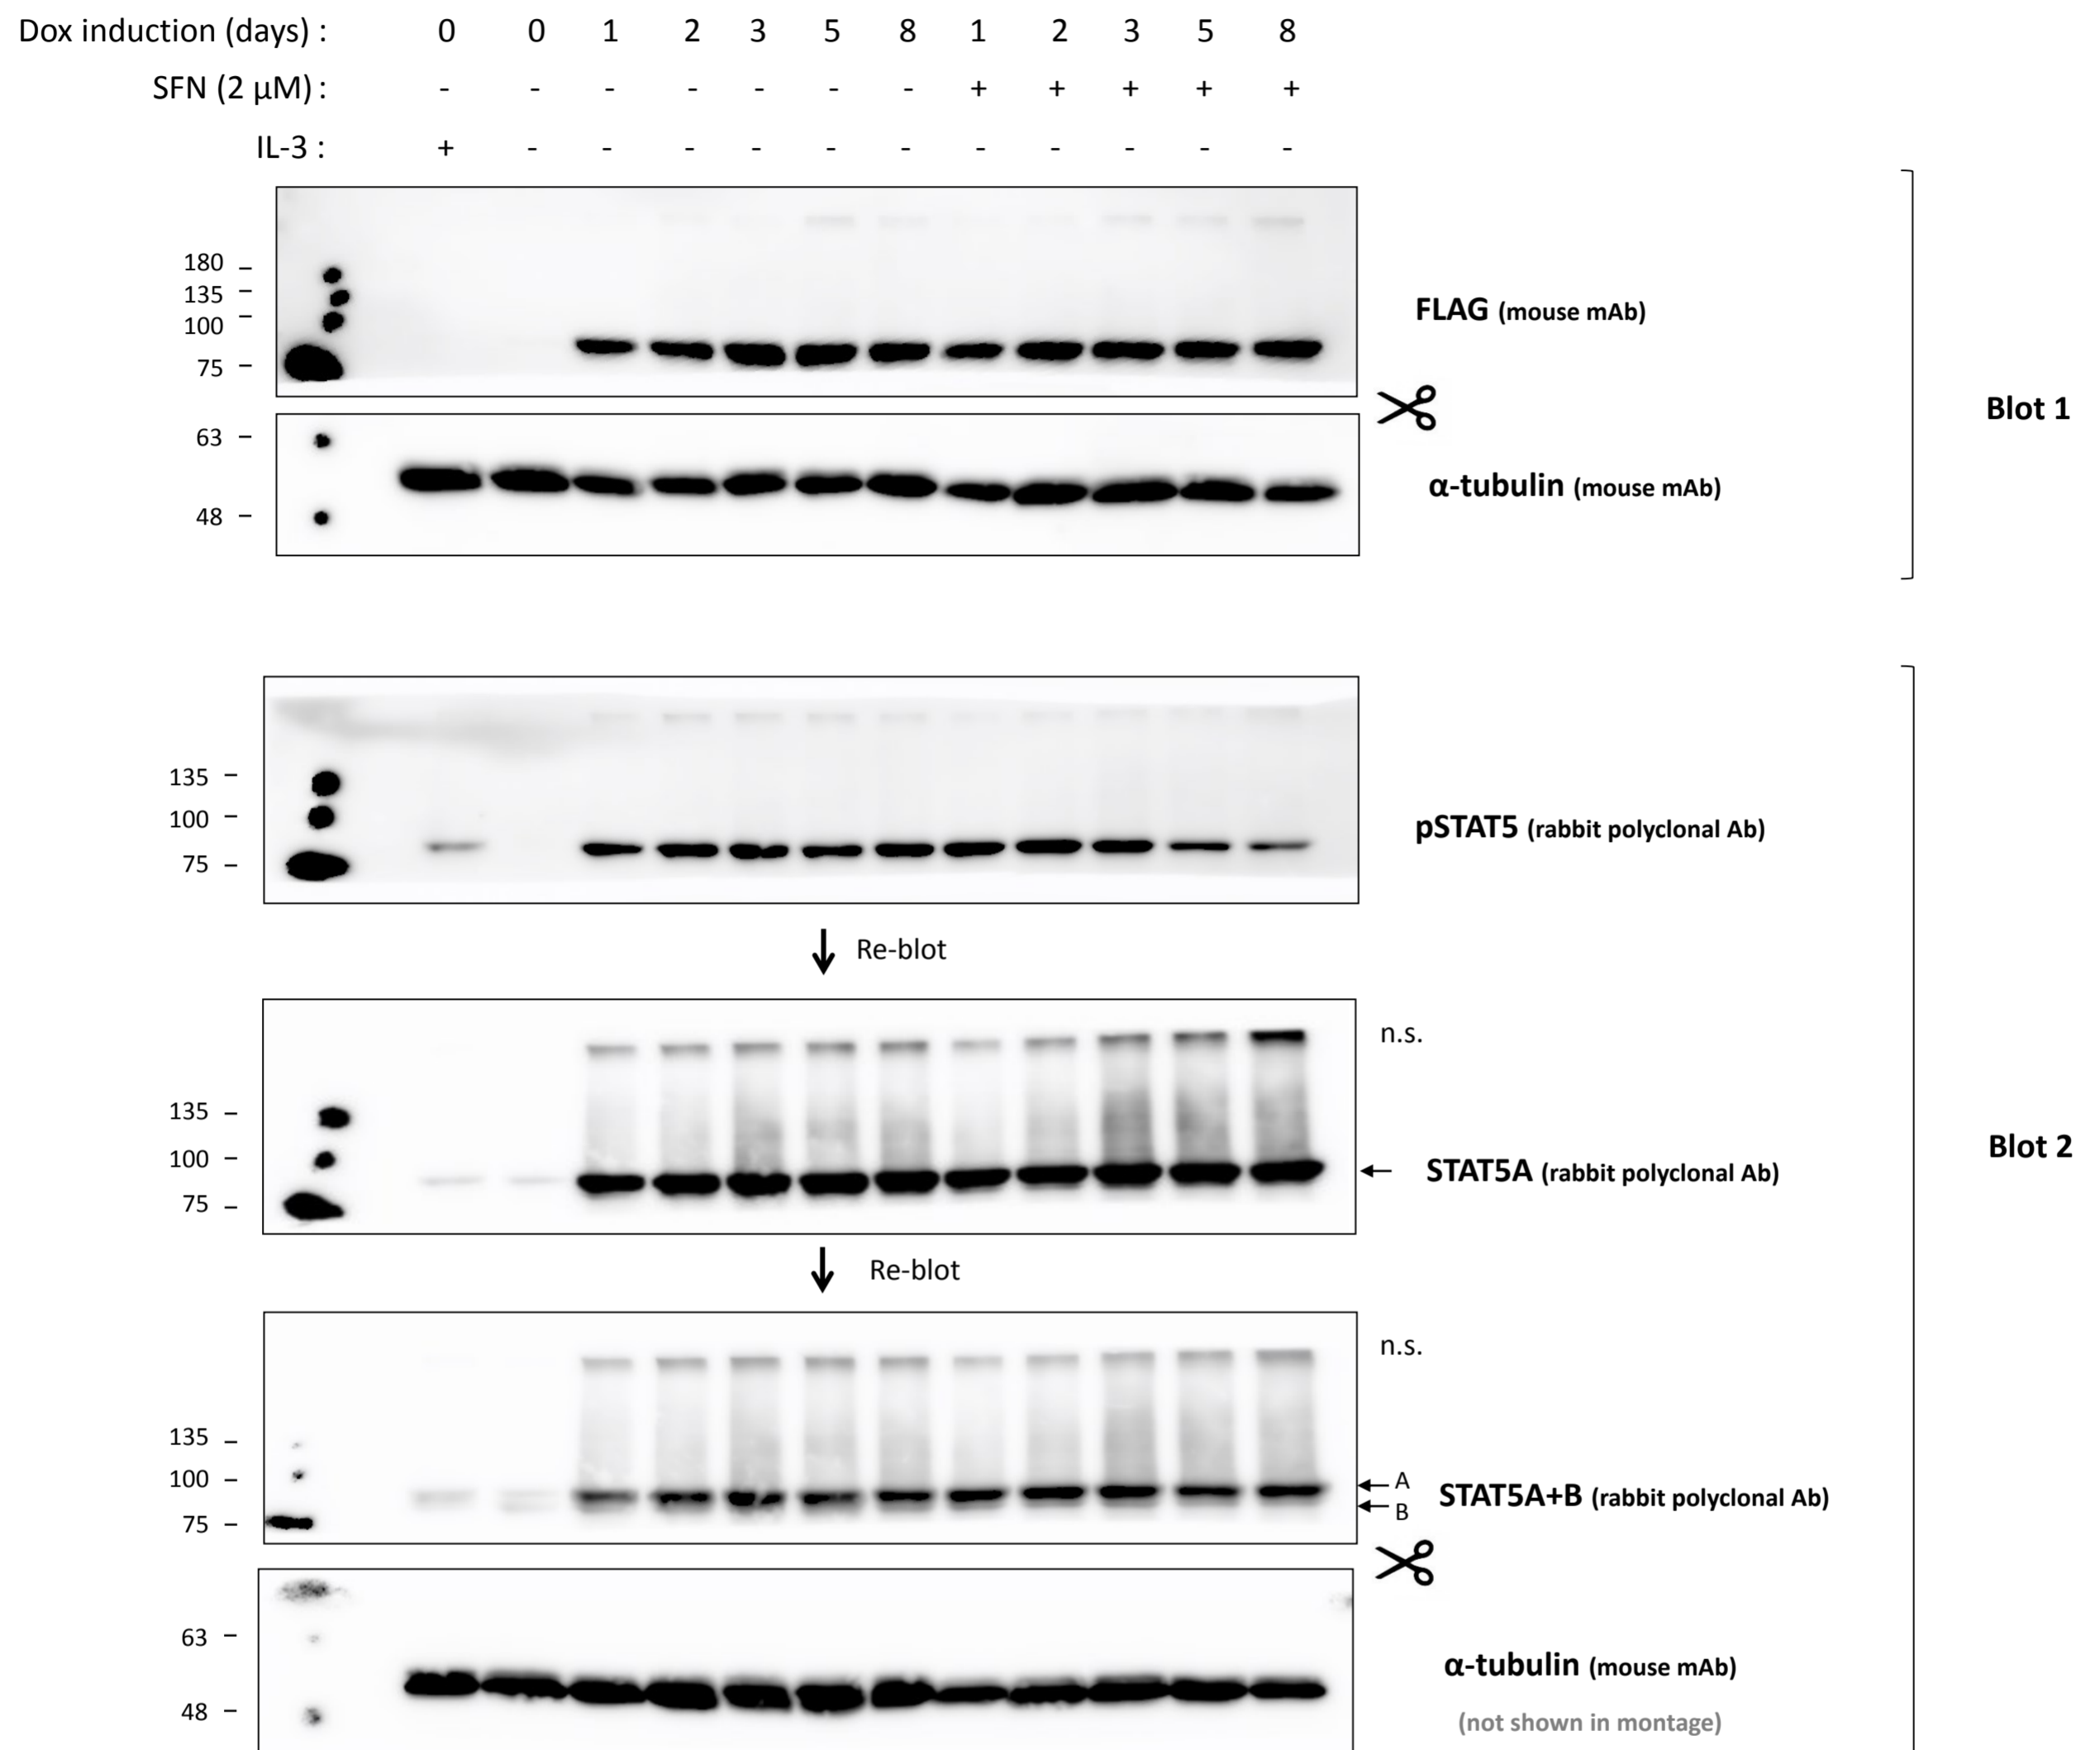 Dox induction (days) : 0 0 1 2 3 5 8 1 2 3 5 8
SFN (2 µM) : - - - - - - - + + + + +
IL-3 : + - - - - - - - - - - -
180 –
135 –
100 –
75 –
FLAG (mouse mAb)
Blot 1
63 –
48 –
α-tubulin (mouse mAb)
135 –
100 –
75 –
pSTAT5 (rabbit polyclonal Ab)
Re-blot
n.s.
135 –
100 –
75 –
STAT5A (rabbit polyclonal Ab)
Blot 2
Re-blot
n.s.
135 –
100 –
75 –
A
B
STAT5A+B (rabbit polyclonal Ab)
63 –
48 –
α-tubulin (mouse mAb)
(not shown in montage)